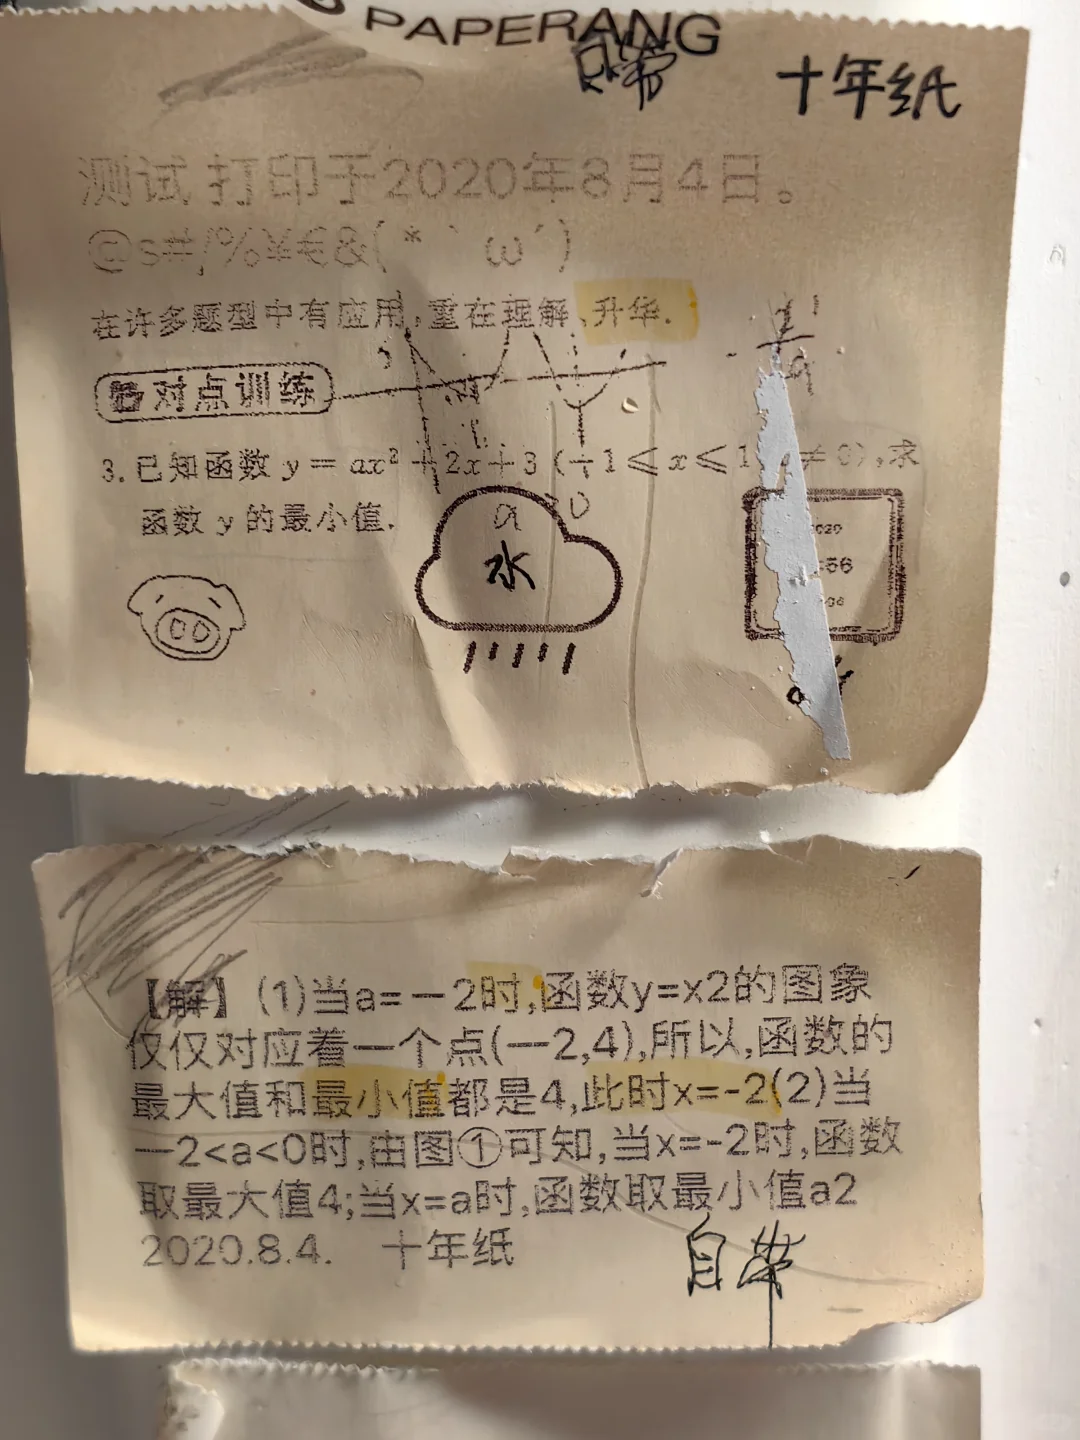 PAPERANG
自带
十年纸
测试 打印于2020年8月4日。
@s#/%¥€&(*｀ω´)
在许多题型中有应用,重在理解、升华.
对点训练
3.已知函数 y=ax²+2x+3(-1≤x≤1 ≠0),求
函数 y 的最小值.
a
水
【解】(1)当a=-2时,函数y=x2的图象
仅仅对应着一个点(-2,4),所以,函数的
最大值和最小值都是4,此时x=-2(2)当
-2<a<0时,由图①可知,当x=-2时,函数
取最大值4;当x=a时,函数取最小值a2
2020.8.4. 十年纸
自带